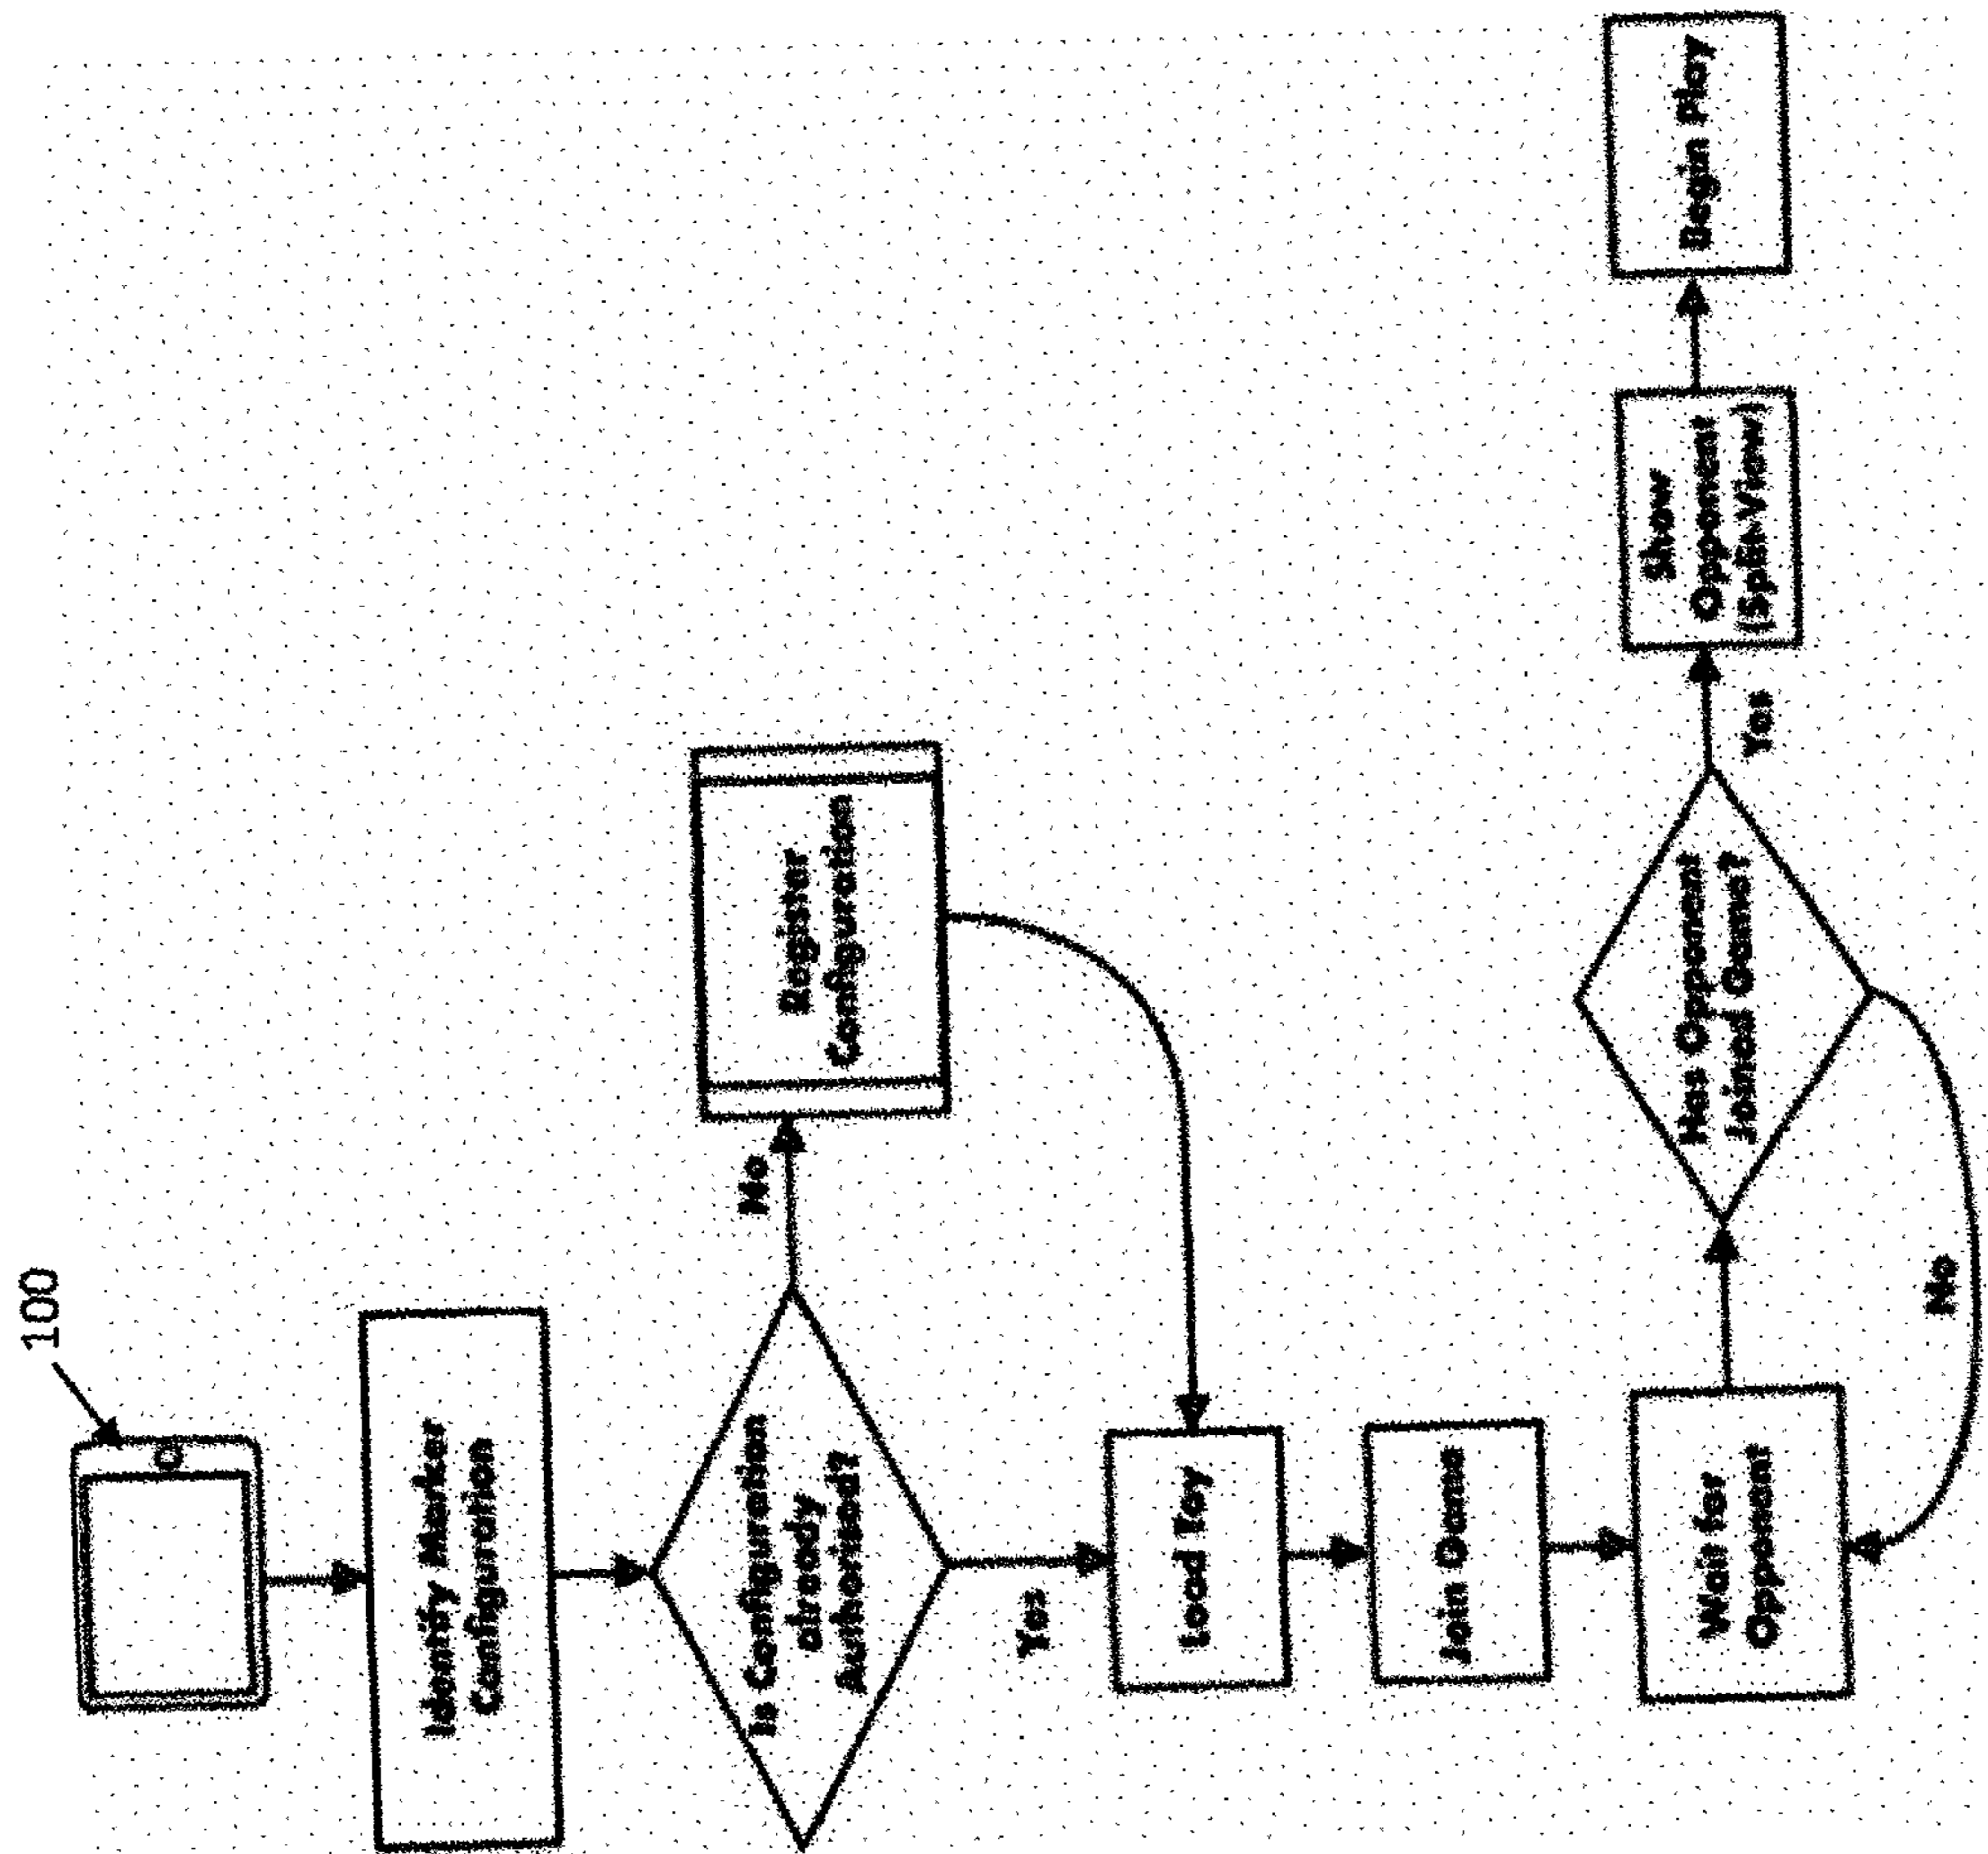 100
Identify Marker
Configuration
Is Configuration
already
Authorised?
No
Register
Configuration
Yes
Load Toy
Join Game
Wait for
Opponent
Has Opponent
Joined Game?
No
Yes
Show
Opponent
(Split-View)
Begin Play